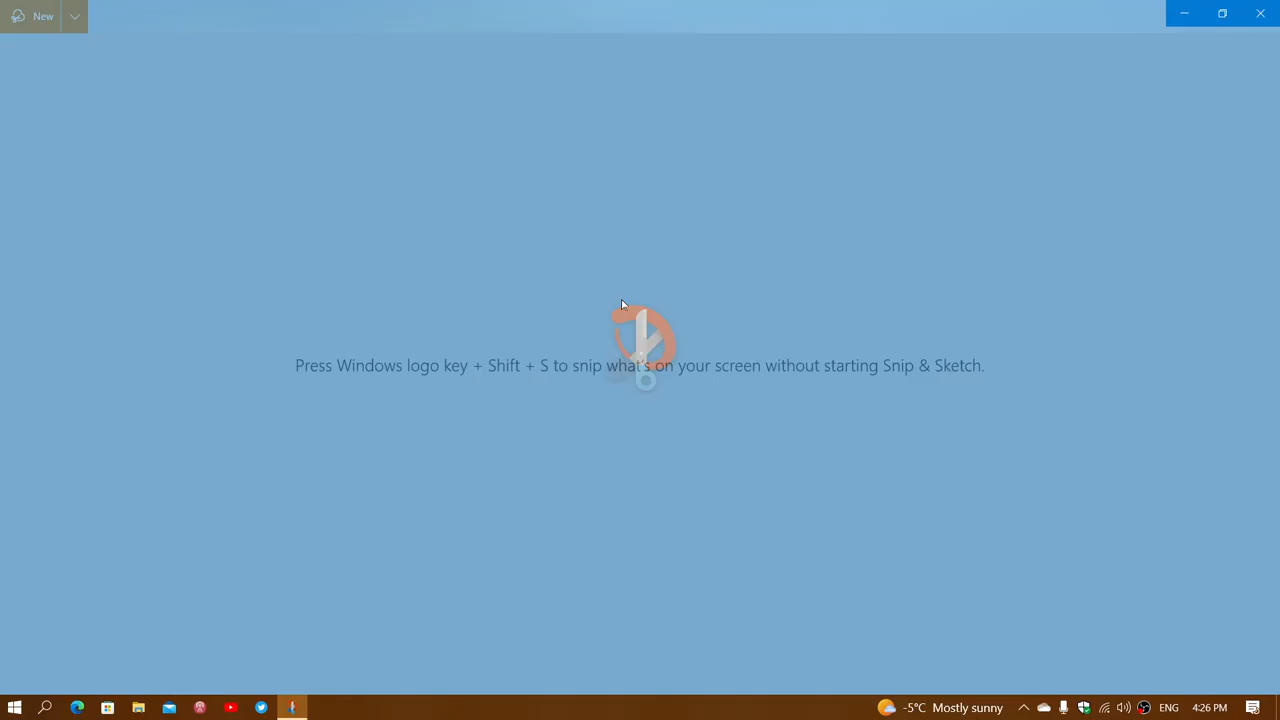 New
Press Windows logo key + Shift + S to snip what's on your screen without starting Snip & Sketch.
-5°C Mostly sunny
ENG
4:26 PM